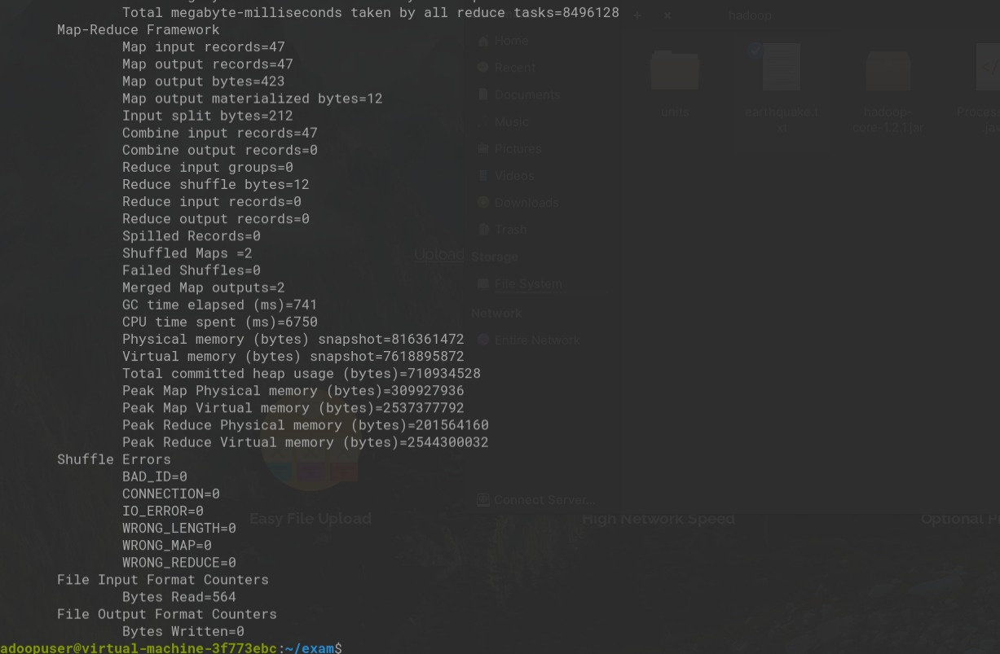 Total megabyte-milliseconds taken by all reduce tasks=8496128
Map-Reduce Framework
Map input records=47
Map output records=47
Map output bytes=423
Map output materialized bytes=12
Input split bytes=212
Combine input records=47
Combine output records=0
Reduce input groups=0
Reduce shuffle bytes=12
Reduce input records=0
Reduce output records=0
Spilled Records=0
Shuffled Maps =2
Failed Shuffles=0
Merged Map outputs=2
GC time elapsed (ms)=741
CPU time spent (ms)=6750
Physical memory (bytes) snapshot=816361472
Virtual memory (bytes) snapshot=7618895872
Total committed heap usage (bytes)=710934528
Peak Map Physical memory (bytes)=309927936
Peak Map Virtual memory (bytes)=2537377792
Peak Reduce Physical memory (bytes)=201564160
Peak Reduce Virtual memory (bytes)=2544300032
Shuffle Errors
BAD_ID=0
CONNECTION=0
IO_ERROR=0
WRONG_LENGTH=0
WRONG_MAP=0
WRONG_REDUCE=0
File Input Format Counters
Bytes Read=564
File Output Format Counters
Bytes Written=0
adoopuser@virtual-machine-3f773ebc:~/exam$
hadoop
Home
Recent
Documents
Music
Pictures
Videos
Downloads
Trash
Storage
File System
Network
Entire Network
Connect Server...
units
earthquake.t
xt
hadoop-
core-1.2.1.jar
Process
.jav
Upload
Easy File Upload
High Network Speed
Optional